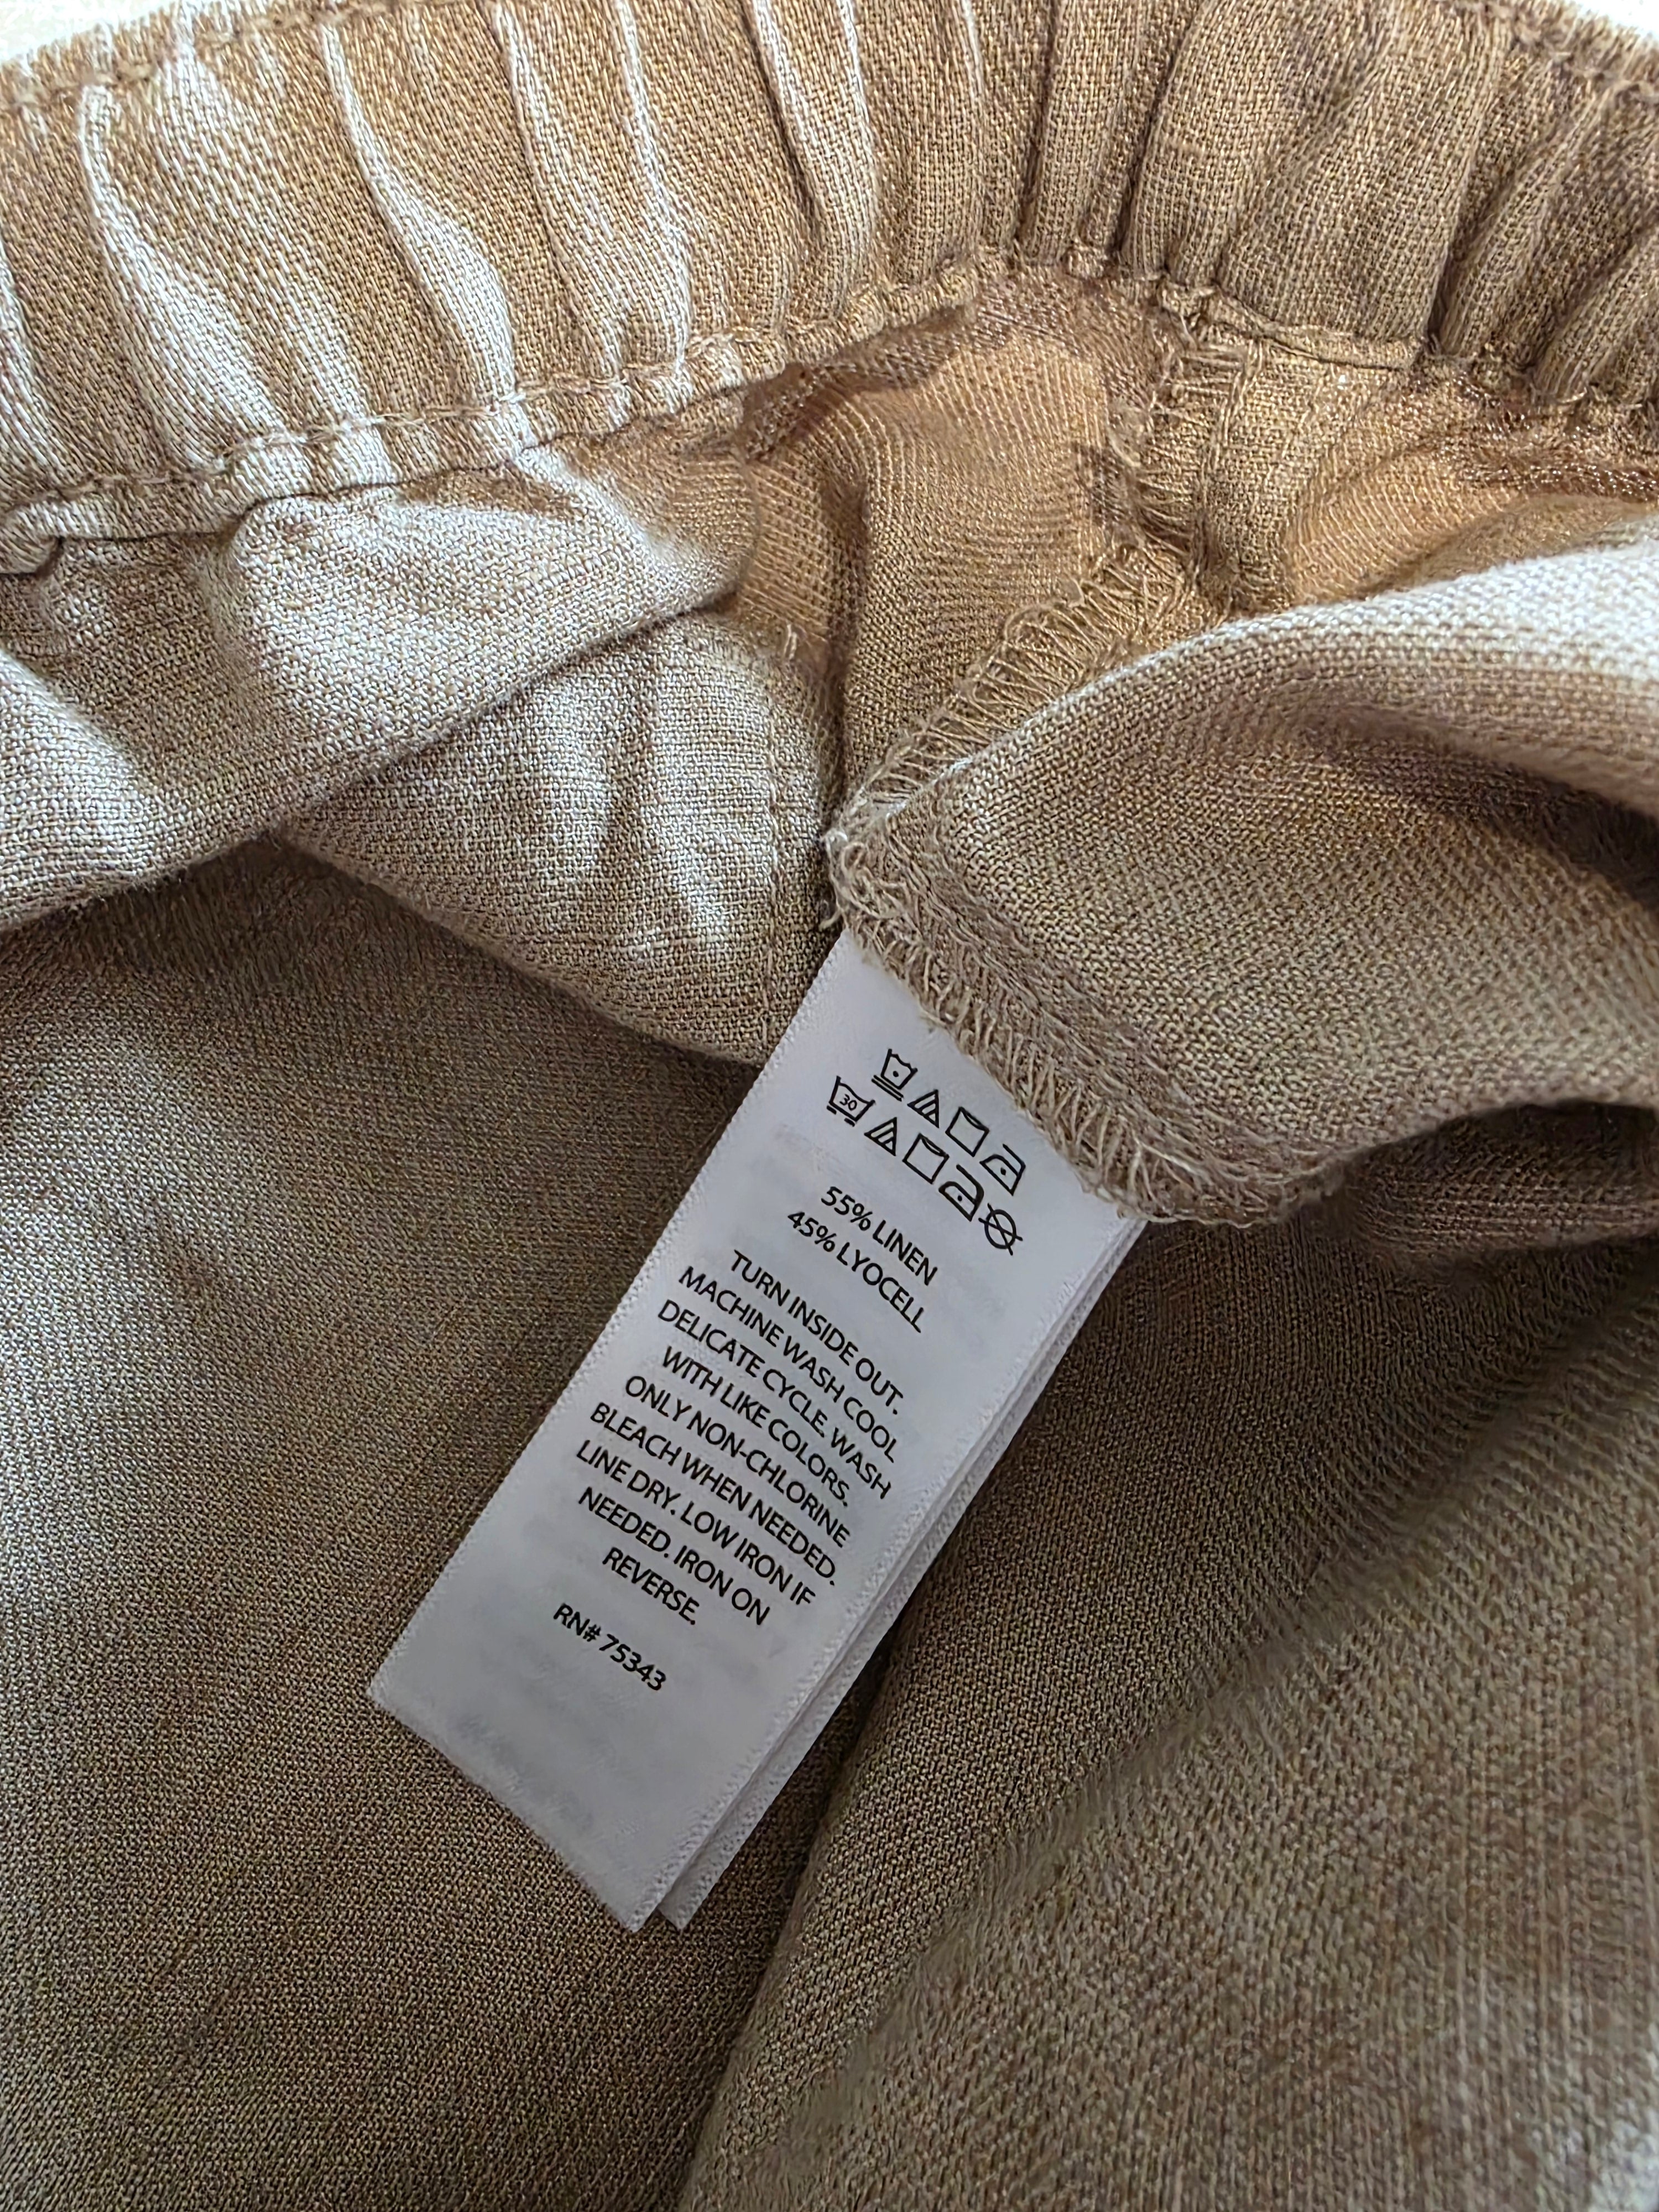 30
55% LINEN
45% LYOCELL
TURN INSIDE OUT.
MACHINE WASH COOL
DELICATE CYCLE. WASH
WITH LIKE COLORS.
ONLY NON-CHLORINE
BLEACH WHEN NEEDED.
LINE DRY. LOW IRON IF
NEEDED. IRON ON
REVERSE.
RN# 75343